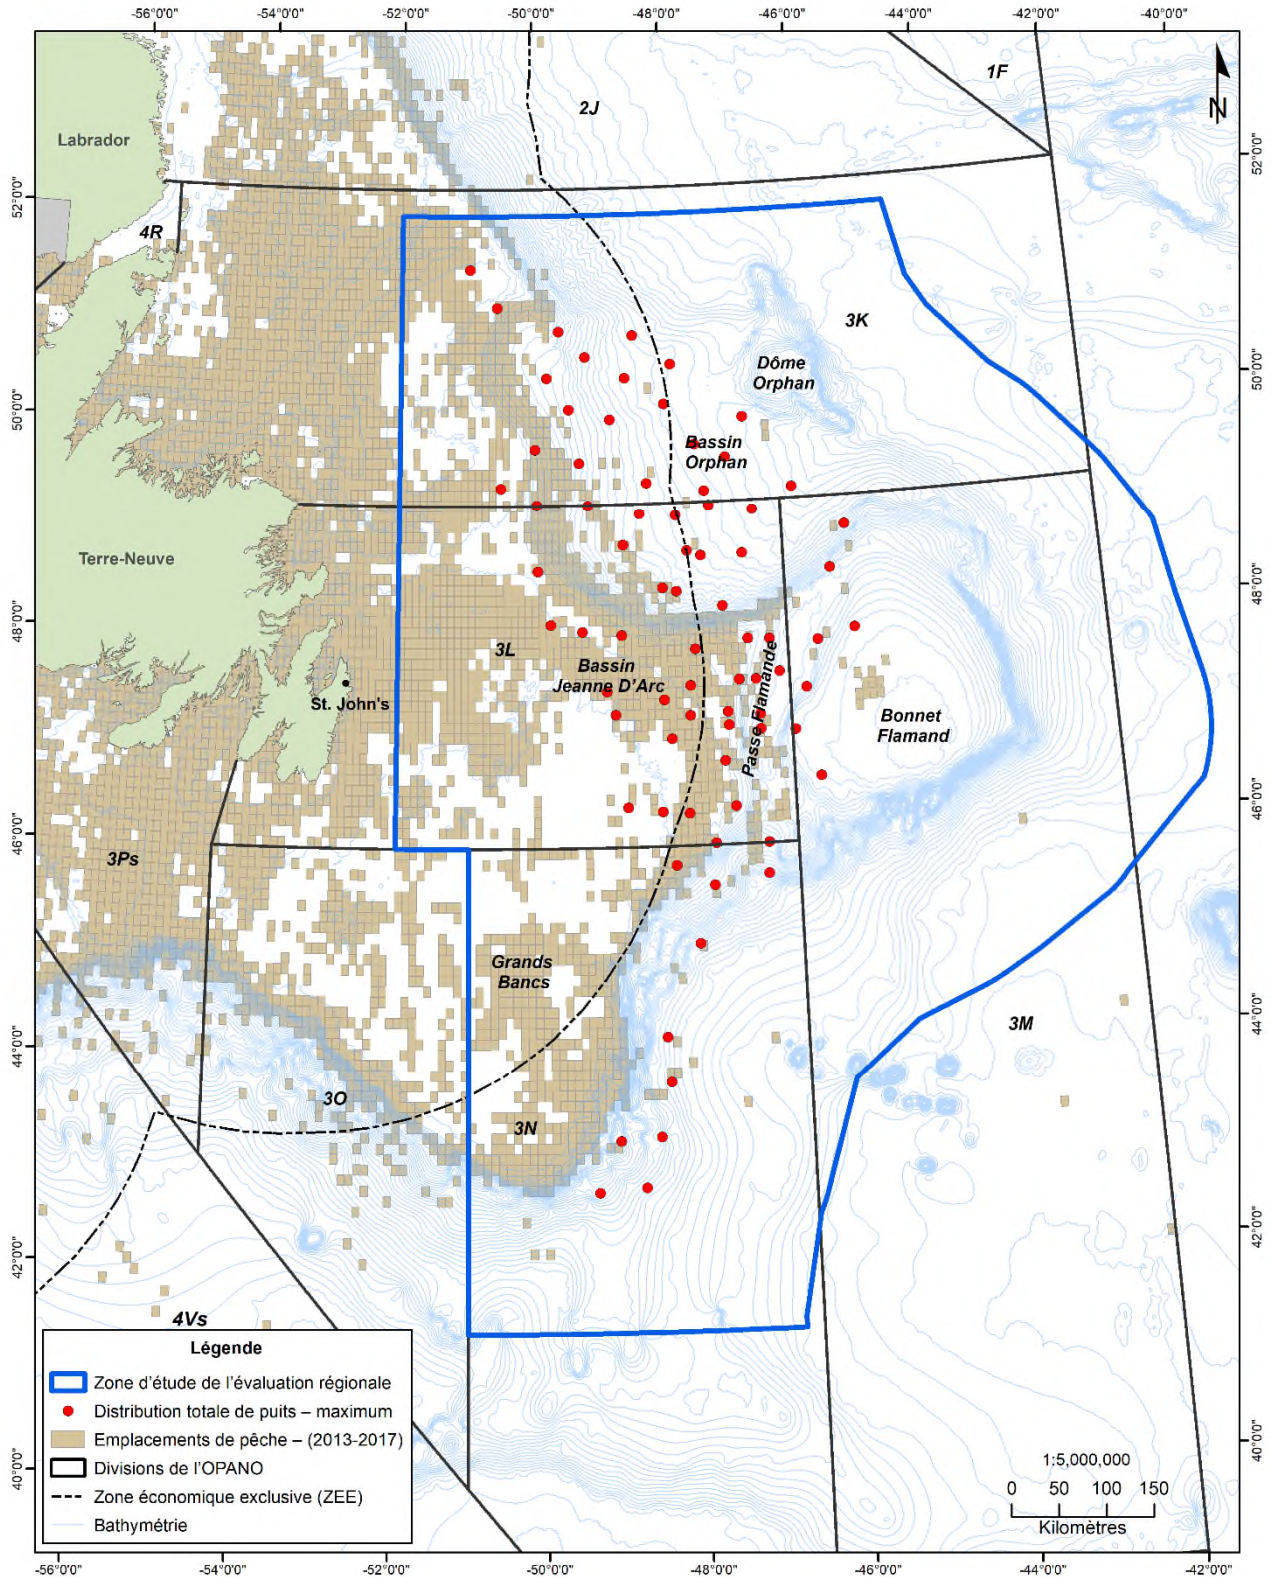 -56°0'0" -54°0'0" -52°0'0" -50°0'0" -48°0'0" -46°0'0" -44°0'0" -42°0'0" -40°0'0"
1F
2J
N
Labrador
52°0'0" 52°0'0"
4R
3K
Dôme
Orphan
50°0'0" 50°0'0"
Bassin
Orphan
Terre-Neuve
48°0'0" 48°0'0"
3L
Bassin
Jeanne D'Arc
Passe Flamande
St. John's
Bonnet
Flamand
46°0'0" 46°0'0"
3Ps
Grands
Bancs
44°0'0" 44°0'0"
3M
3O
3N
42°0'0" 42°0'0"
4Vs
Légende
Zone d'étude de l'évaluation régionale
Distribution totale de puits – maximum
Emplacements de pêche – (2013-2017)
Divisions de l'OPANO
Zone économique exclusive (ZEE)
Bathymétrie
40°0'0" 40°0'0"
1:5,000,000
0 50 100 150
Kilomètres
-56°0'0" -54°0'0" -52°0'0" -50°0'0" -48°0'0" -46°0'0" -44°0'0" -42°0'0"